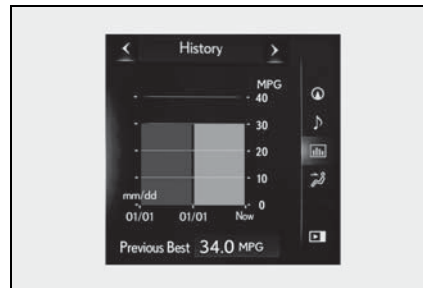 History
MPG
40
30
20
10
mm/dd
0
01/01 01/01 Now
Previous Best 34.0 MPG